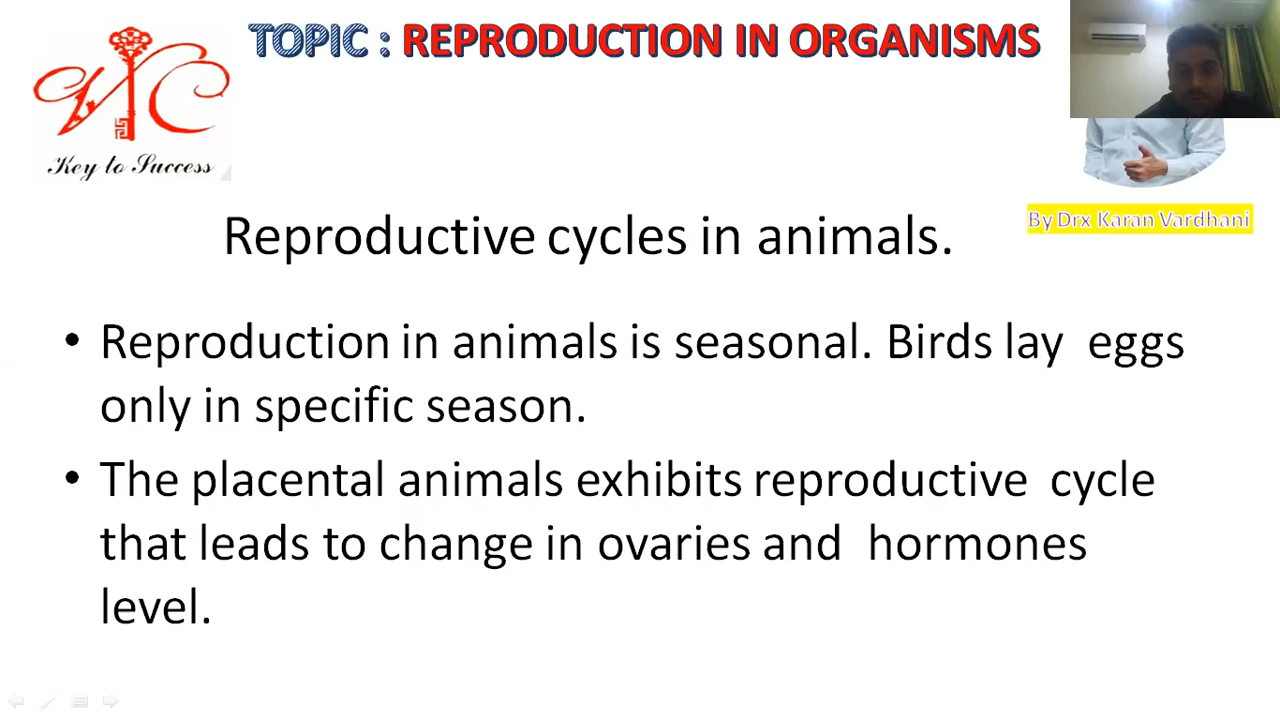 TOPIC : REPRODUCTION IN ORGANISMS
Key to Success
By Drx Karan Vardhani
Reproductive cycles in animals.
• Reproduction in animals is seasonal. Birds lay eggs
only in specific season.
• The placental animals exhibits reproductive cycle
that leads to change in ovaries and hormones
level.